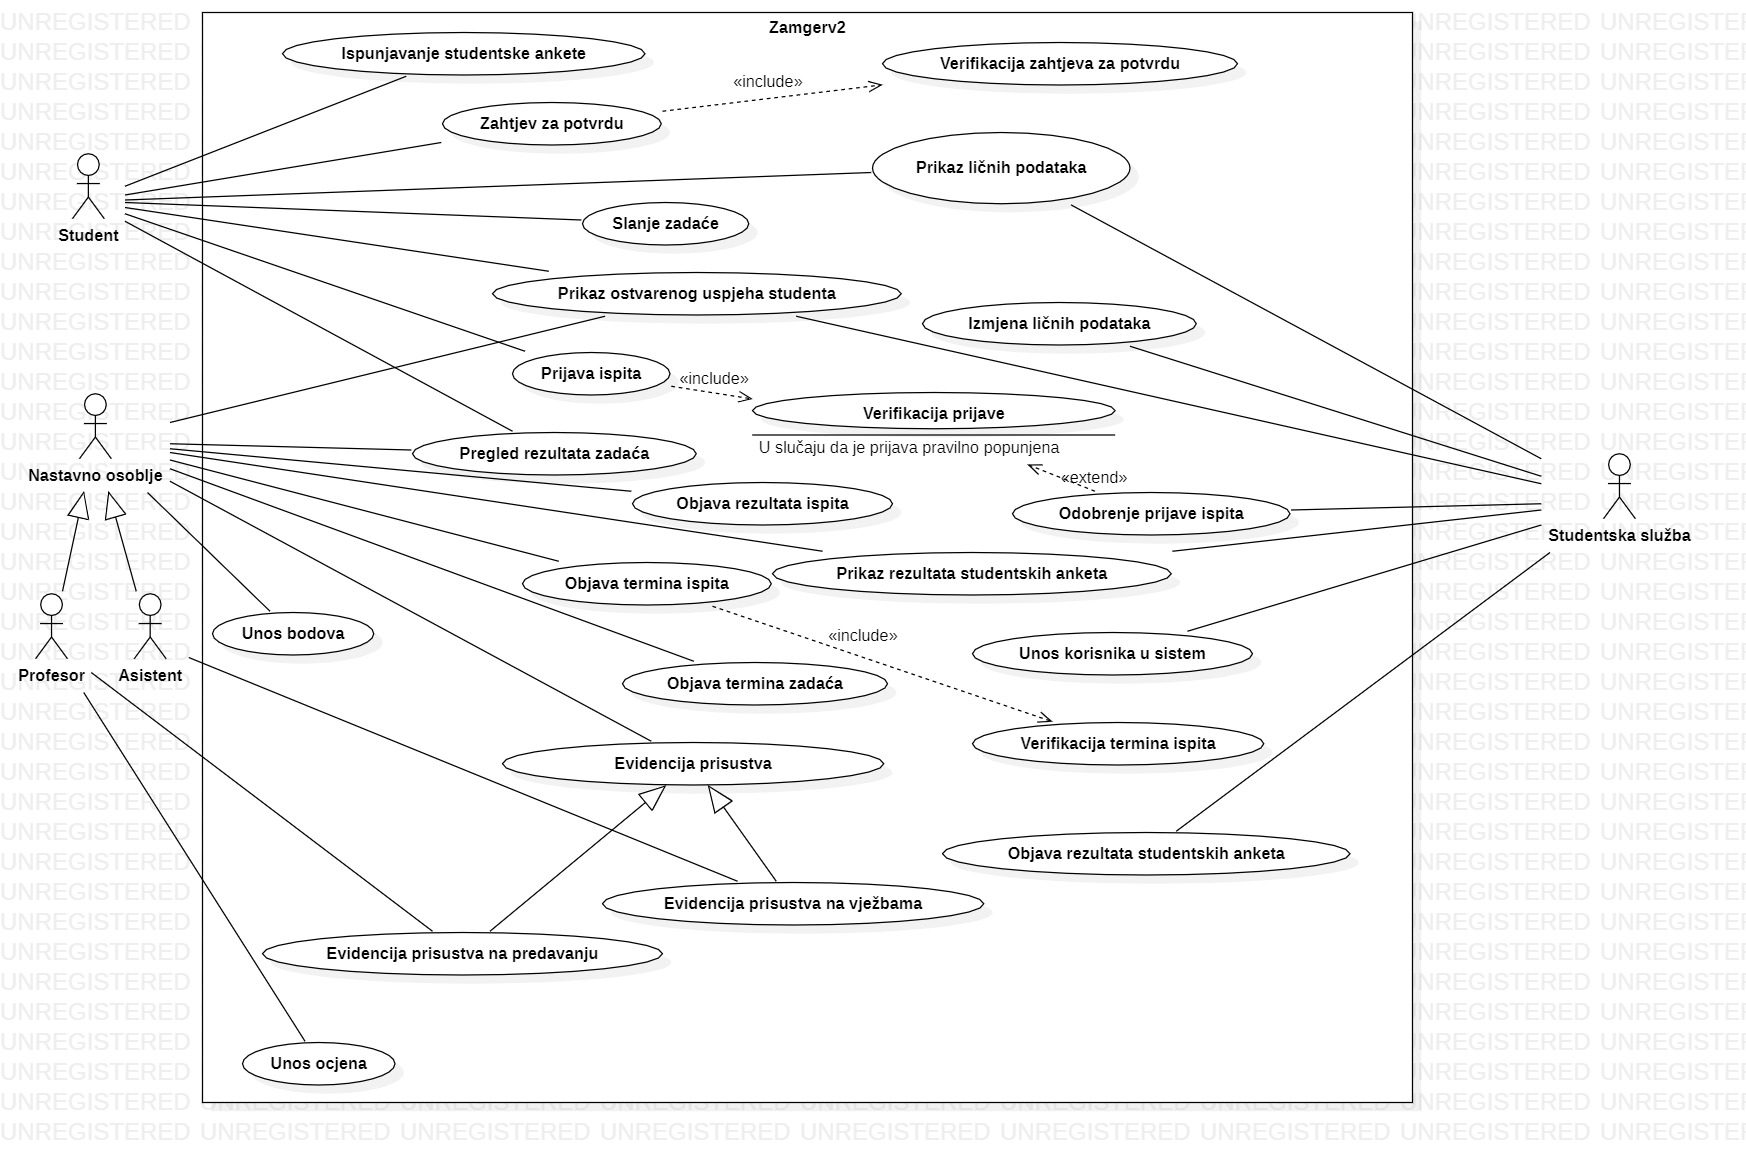 Zamgerv2
Ispunjavanje studentske ankete
Verifikacija zahtjeva za potvrdu
«include»
Zahtjev za potvrdu
Prikaz ličnih podataka
Slanje zadaće
Student
Prikaz ostvarenog uspjeha studenta
Izmjena ličnih podataka
Prijava ispita
«include»
Verifikacija prijave
U slučaju da je prijava pravilno popunjena
Pregled rezultata zadaća
Nastavno osoblje
«extend»
Objava rezultata ispita
Odobrenje prijave ispita
Studentska služba
Prikaz rezultata studentskih anketa
Objava termina ispita
Unos bodova
«include»
Unos korisnika u sistem
Profesor
Asistent
Objava termina zadaća
Verifikacija termina ispita
Evidencija prisustva
Objava rezultata studentskih anketa
Evidencija prisustva na vježbama
Evidencija prisustva na predavanju
Unos ocjena
UNREGISTERED UNREGISTERED UNREGISTERED UNREGISTERED UNREGISTERED UNREGISTERED UNREGISTERED UNREGISTERED